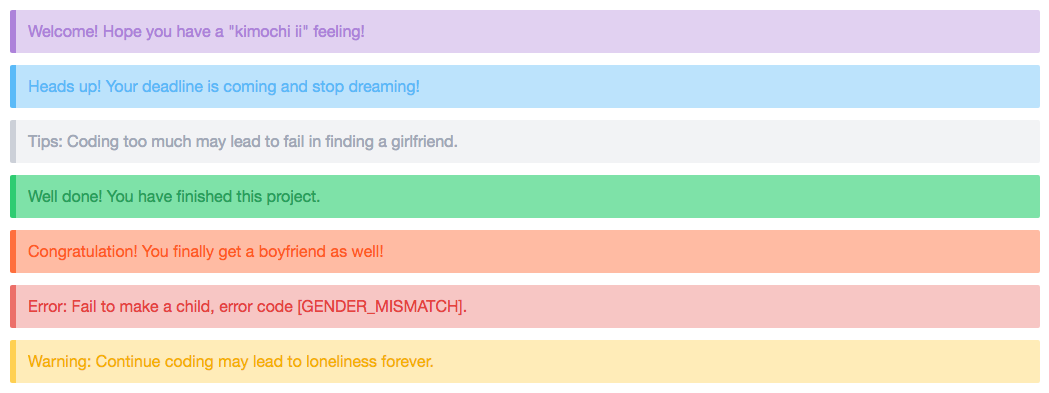 Welcome! Hope you have a "kimochi ii" feeling!
Heads up! Your deadline is coming and stop dreaming!
Tips: Coding too much may lead to fail in finding a girlfriend.
Well done! You have finished this project.
Congratulation! You finally get a boyfriend as well!
Error: Fail to make a child, error code [GENDER_MISMATCH].
Warning: Continue coding may lead to loneliness forever.